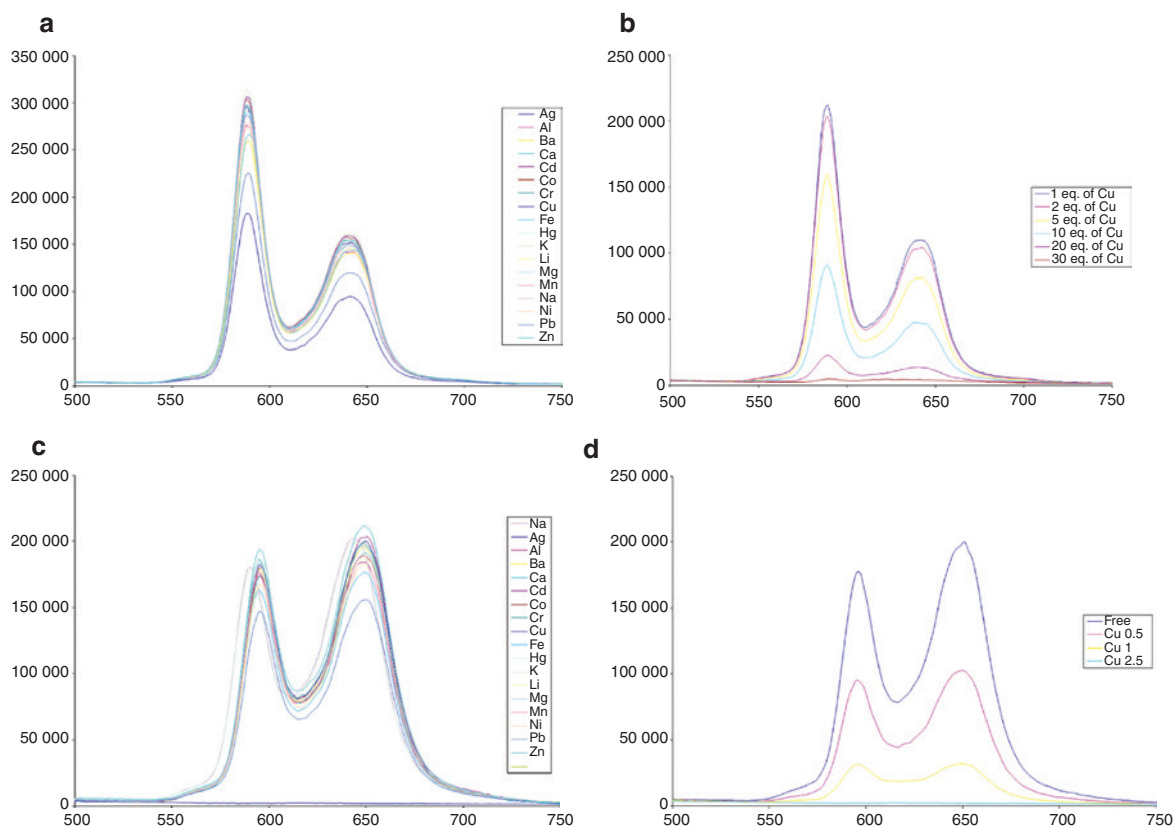 a
350 000
300 000
250 000
200 000
150 000
100 000
50 000
0
500 550 600 650 700 750
Ag
Al
Ba
Ca
Cd
Co
Cr
Cu
Fe
Hg
K
Li
Mg
Mn
Na
Ni
Pb
Zn
b
250 000
200 000
150 000
100 000
50 000
0
500 550 600 650 700 750
1 eq. of Cu
2 eq. of Cu
5 eq. of Cu
10 eq. of Cu
20 eq. of Cu
30 eq. of Cu
c
250 000
200 000
150 000
100 000
50 000
0
500 550 600 650 700 750
Na
Ag
Al
Ba
Ca
Cd
Co
Cr
Cu
Fe
Hg
K
Li
Mg
Mn
Ni
Pb
Zn
d
250 000
200 000
150 000
100 000
50 000
0
500 550 600 650 700 750
Free
Cu 0.5
Cu 1
Cu 2.5